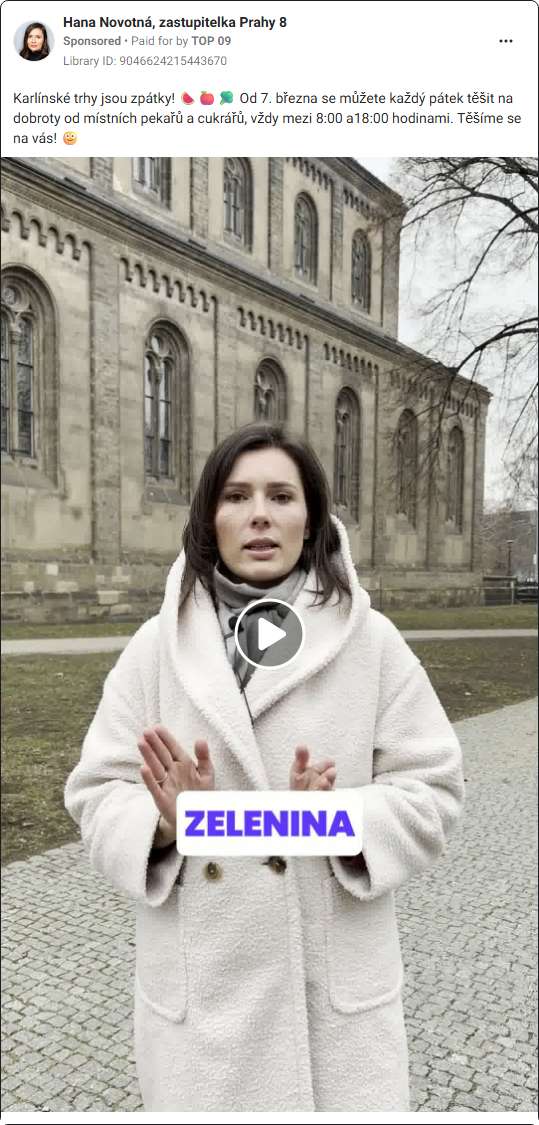 Hana Novotná, zastupitelka Prahy 8
Sponsored • Paid for by TOP 09
Library ID: 9046624215443670
Karlínské trhy jsou zpátky! 🍉 🍎 🥦 Od 7. března se můžete každý pátek těšit na
dobroty od místních pekařů a cukrářů, vždy mezi 8:00 a18:00 hodinami. Těšíme se
na vás! 😀
ZELENINA